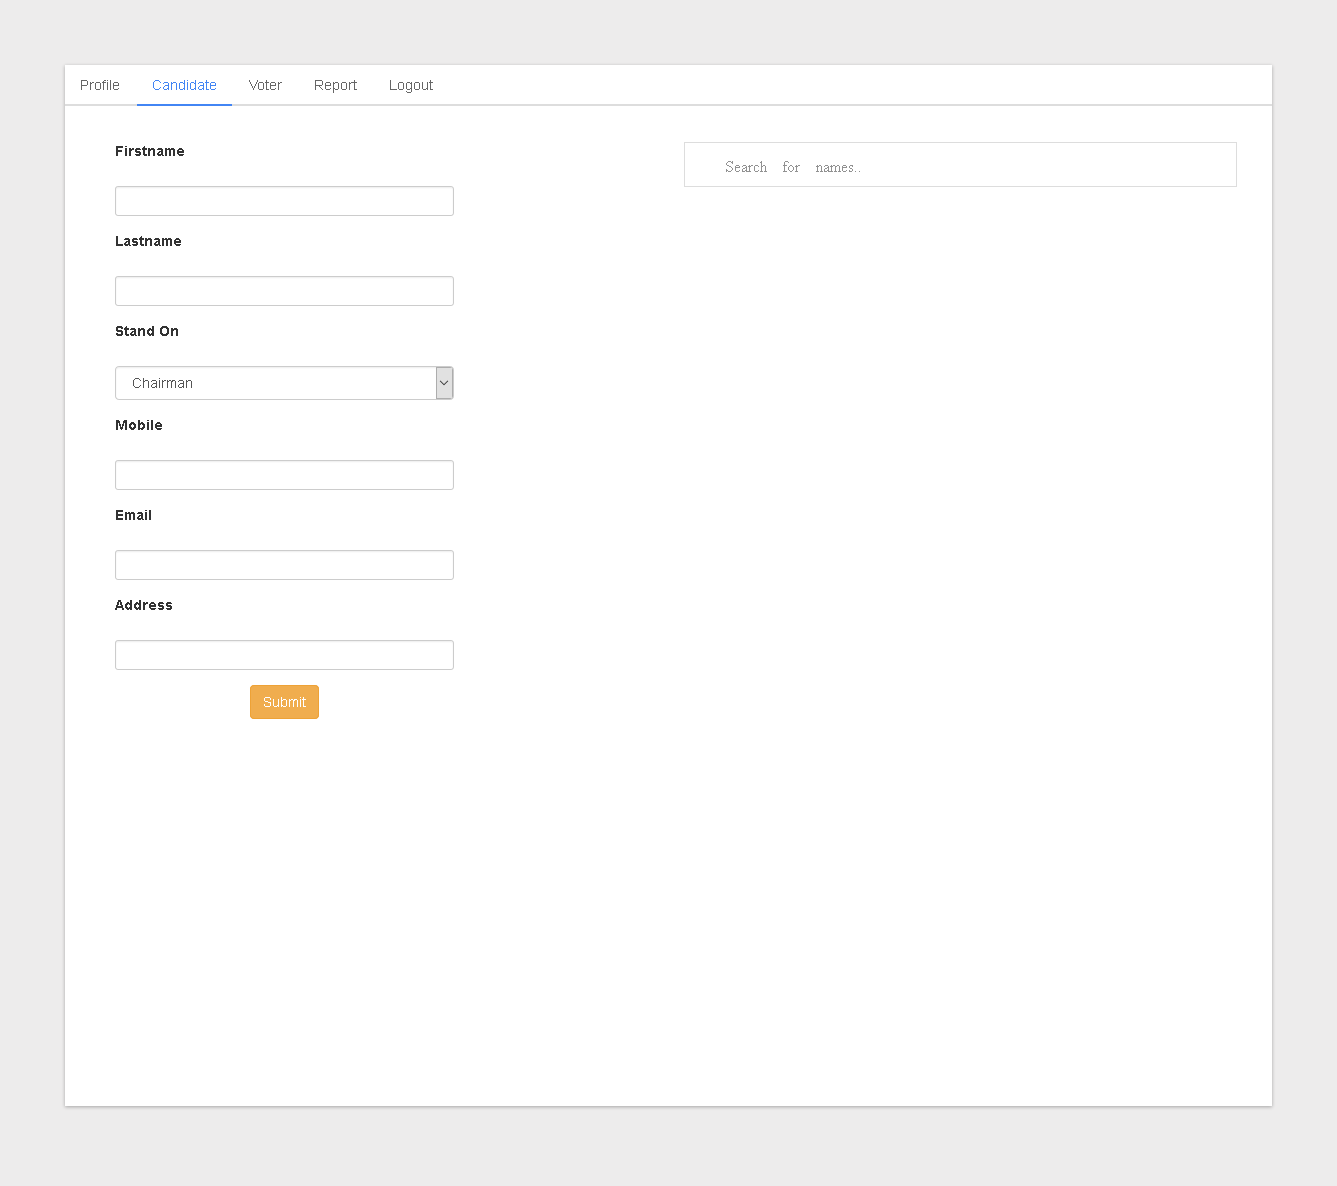 Profile Candidate Voter Report Logout
Firstname
Search for names..
Lastname
Stand On
Chairman
Mobile
Email
Address
Submit